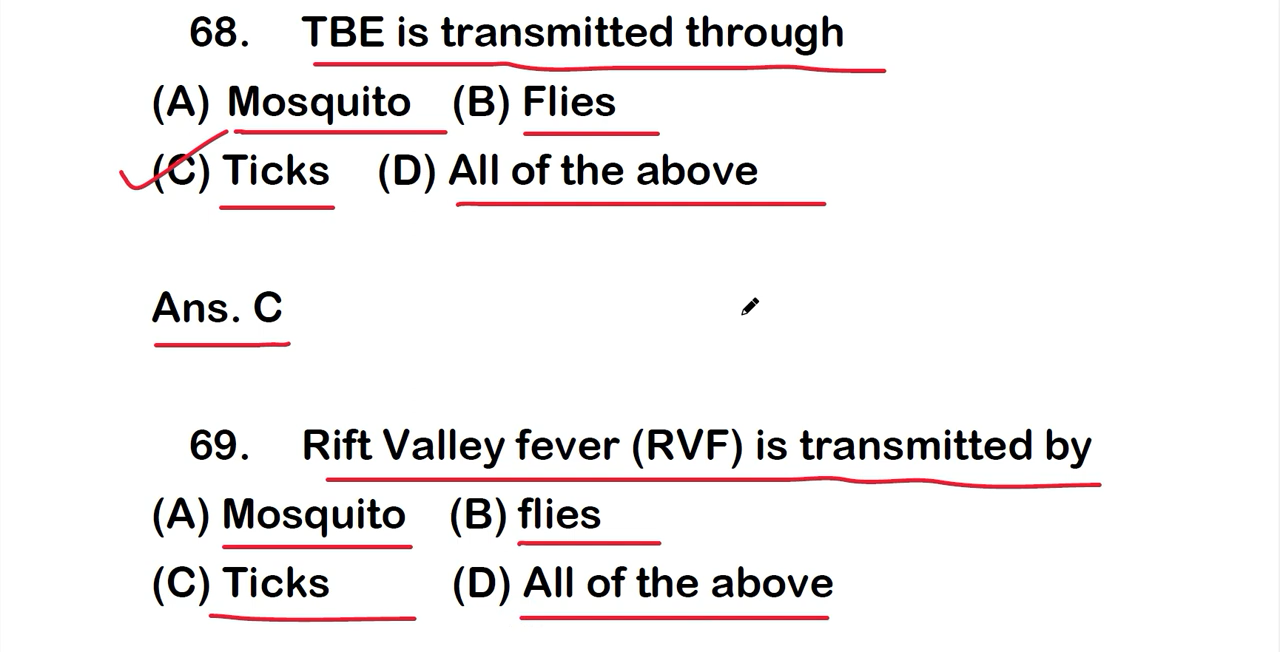 68. TBE is transmitted through
(A) Mosquito (B) Flies
(C) Ticks (D) All of the above
Ans. C
69. Rift Valley fever (RVF) is transmitted by
(A) Mosquito (B) flies
(C) Ticks (D) All of the above